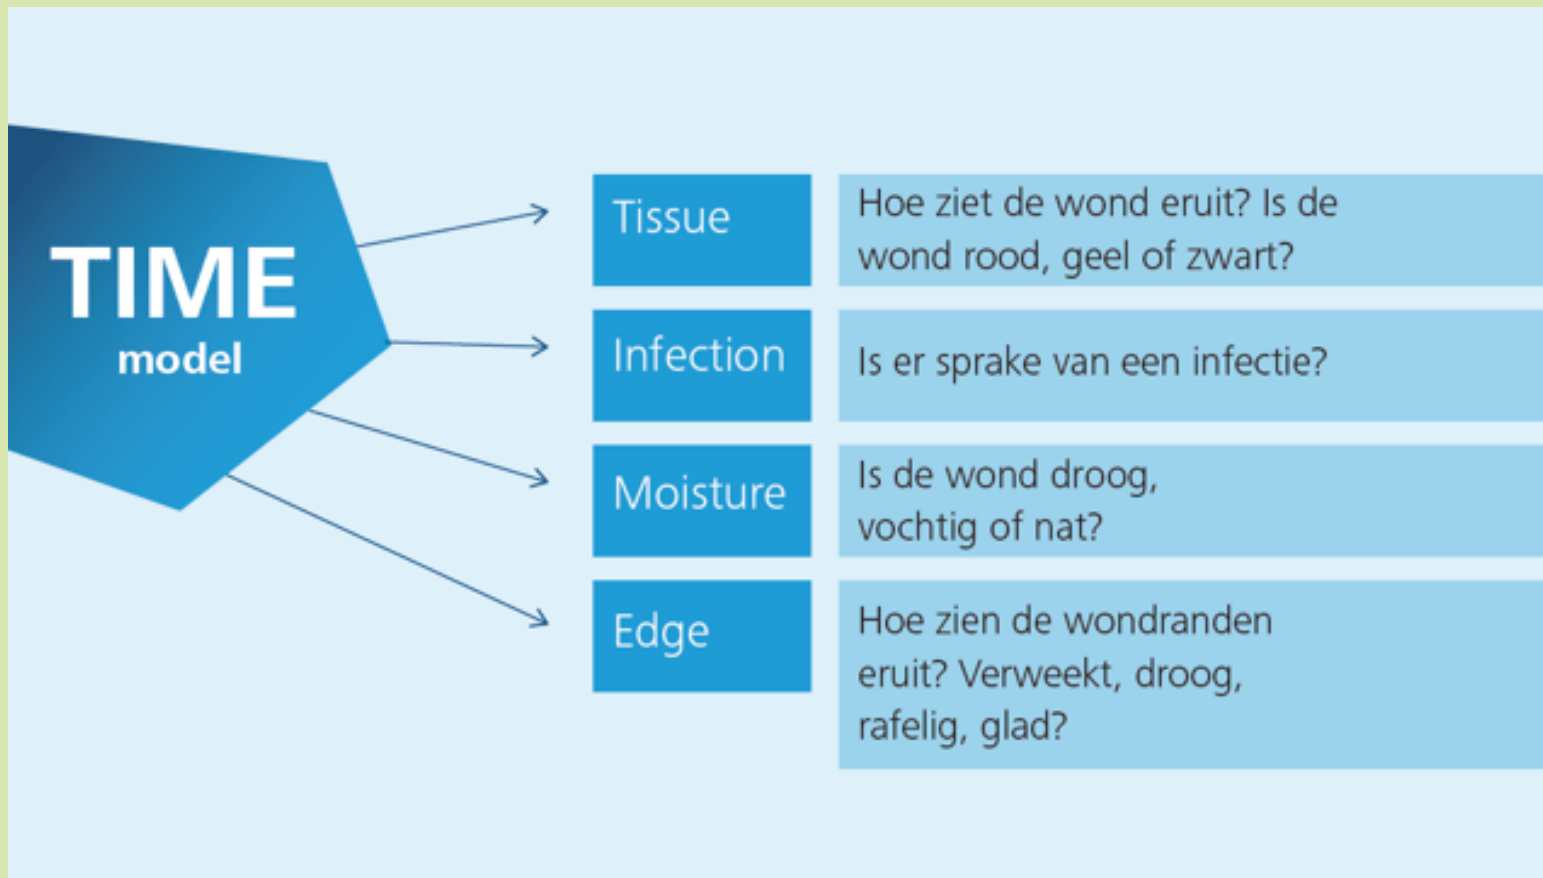 TIME
model
Tissue
Hoe ziet de wond eruit? Is de
wond rood, geel of zwart?
Infection
Is er sprake van een infectie?
Moisture
Is de wond droog,
vochtig of nat?
Edge
Hoe zien de wondranden
eruit? Verweekt, droog,
rafelig, glad?